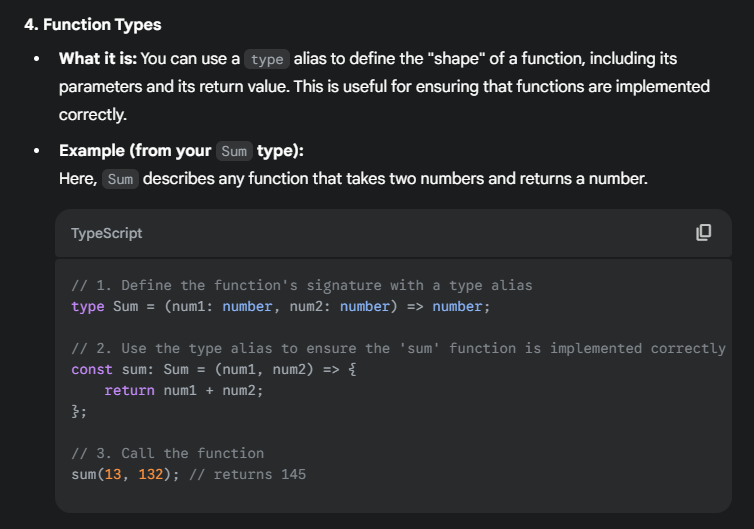 4. Function Types
• What it is: You can use a type alias to define the "shape" of a function, including its
parameters and its return value. This is useful for ensuring that functions are implemented
correctly.
• Example (from your Sum type):
Here, Sum describes any function that takes two numbers and returns a number.
TypeScript
// 1. Define the function's signature with a type alias
type Sum = (num1: number, num2: number) => number;
// 2. Use the type alias to ensure the 'sum' function is implemented correctly
const sum: Sum = (num1, num2) => {
    return num1 + num2;
};
// 3. Call the function
sum(13, 132); // returns 145